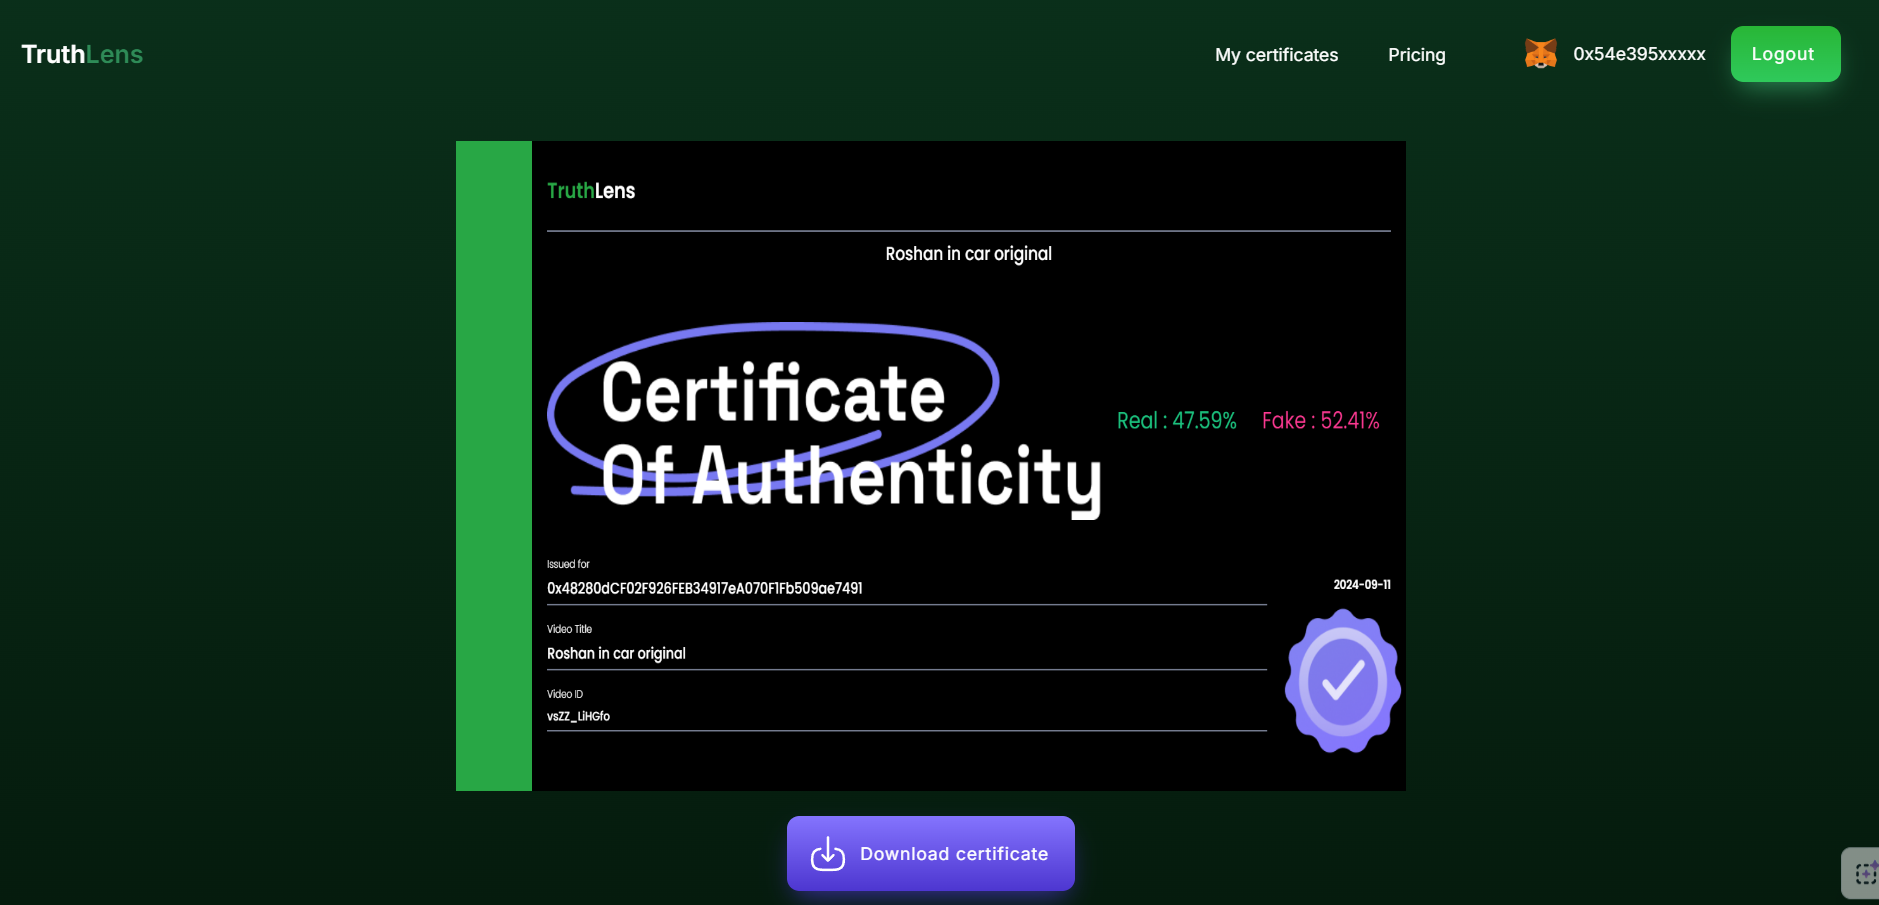 TruthLens
My certificates
Pricing
0x54e395xxxxx
Logout
TruthLens
Roshan in car original
Certificate
Of Authenticity
Real : 47.59%
Fake : 52.41%
Issued for
0x48280dCF02F926FEB34917eA070F1Fb509ae7491
2024-09-11
Video Title
Roshan in car original
Video ID
vsZZ_LiHGfo
Download certificate